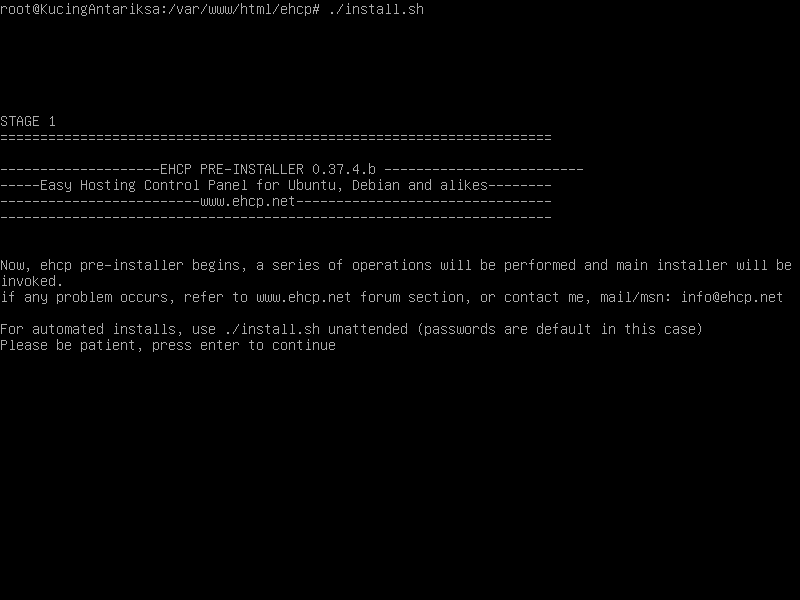 root@KucingAntariksa:/var/www/html/ehcp# ./install.sh
STAGE 1
=====================================================================
--------------------EHCP PRE-INSTALLER 0.37.4.b -------------------------
-----Easy Hosting Control Panel for Ubuntu, Debian and alikes--------
-------------------------www.ehcp.net--------------------------------
---------------------------------------------------------------------
Now, ehcp pre-installer begins, a series of operations will be performed and main installer will be
invoked.
if any problem occurs, refer to www.ehcp.net forum section, or contact me, mail/msn: info@ehcp.net
For automated installs, use ./install.sh unattended (passwords are default in this case)
Please be patient, press enter to continue